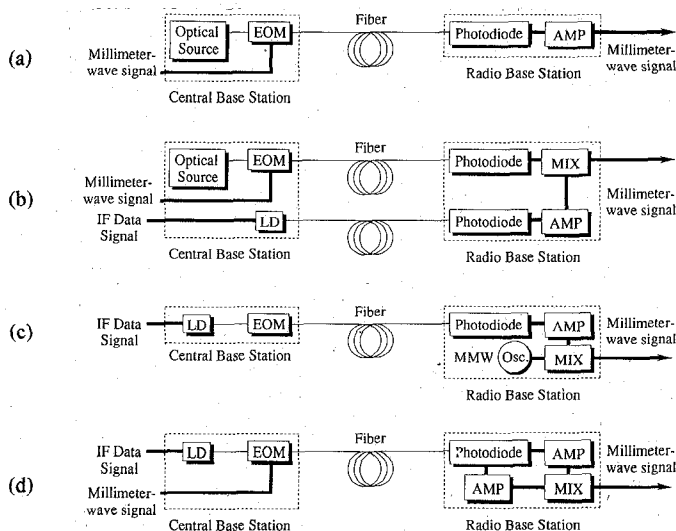 (a)
Optical
Source
EOM
Millimeter-
wave signal
Central Base Station
Fiber
Photodiode
AMP
Radio Base Station
Millimeter-
wave signal
(b)
Optical
Source
EOM
Millimeter-
wave signal
IF Data
Signal
LD
Central Base Station
Fiber
Photodiode
MIX
Photodiode
AMP
Radio Base Station
Millimeter-
wave signal
(c)
IF Data
Signal
LD
EOM
Central Base Station
Fiber
Photodiode
AMP
MMW
Osc.
MIX
Radio Base Station
Millimeter-
wave signal
(d)
IF Data
Signal
LD
EOM
Millimeter-
wave signal
Central Base Station
Fiber
Photodiode
AMP
AMP
MIX
Radio Base Station
Millimeter-
wave signal